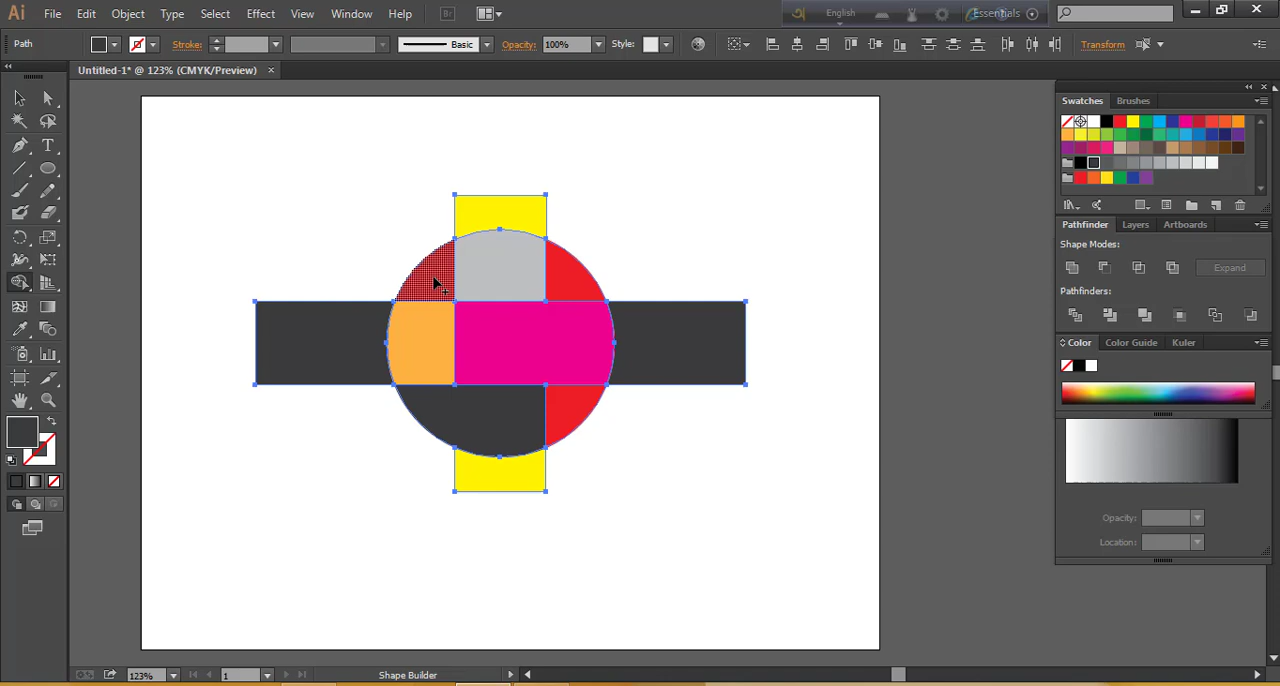 Ai File Edit Object Type Select Effect View Window Help Br English Essentials
Path Stroke: Basic Opacity: 100% Style: Transform
Untitled-1* @ 123% (CMYK/Preview) ×
Swatches Brushes
Pathfinder Layers Artboards
Shape Modes:
Expand
Pathfinders:
Color Color Guide Kuler
Opacity:
Location:
123% 1 Shape Builder